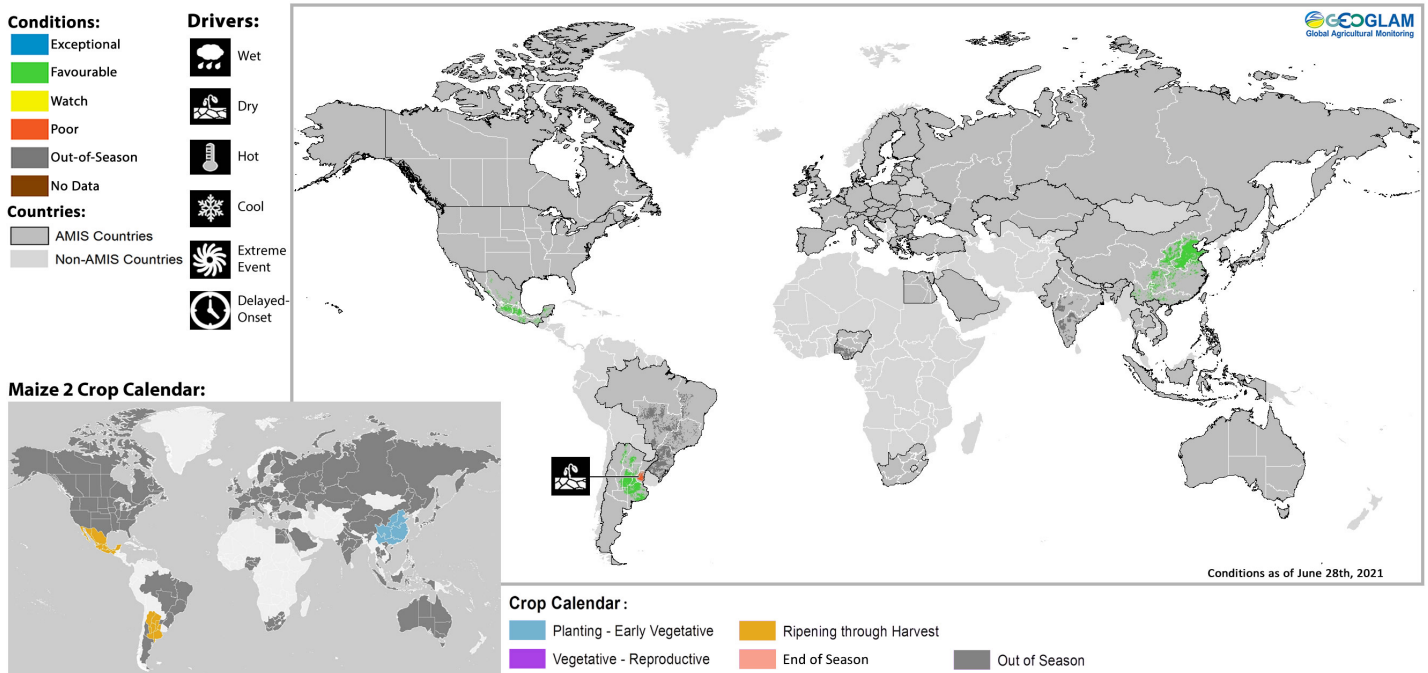 Conditions:
Exceptional
Favourable
Watch
Poor
Out-of-Season
No Data
Countries:
AMIS Countries
Non-AMIS Countries
Drivers:
Wet
Dry
Hot
Cool
Extreme
Event
Delayed-
Onset
GEOGLAM
Global Agricultural Monitoring
Conditions as of June 28th, 2021
Maize 2 Crop Calendar:
Crop Calendar :
Planting - Early Vegetative
Ripening through Harvest
Vegetative - Reproductive
End of Season
Out of Season